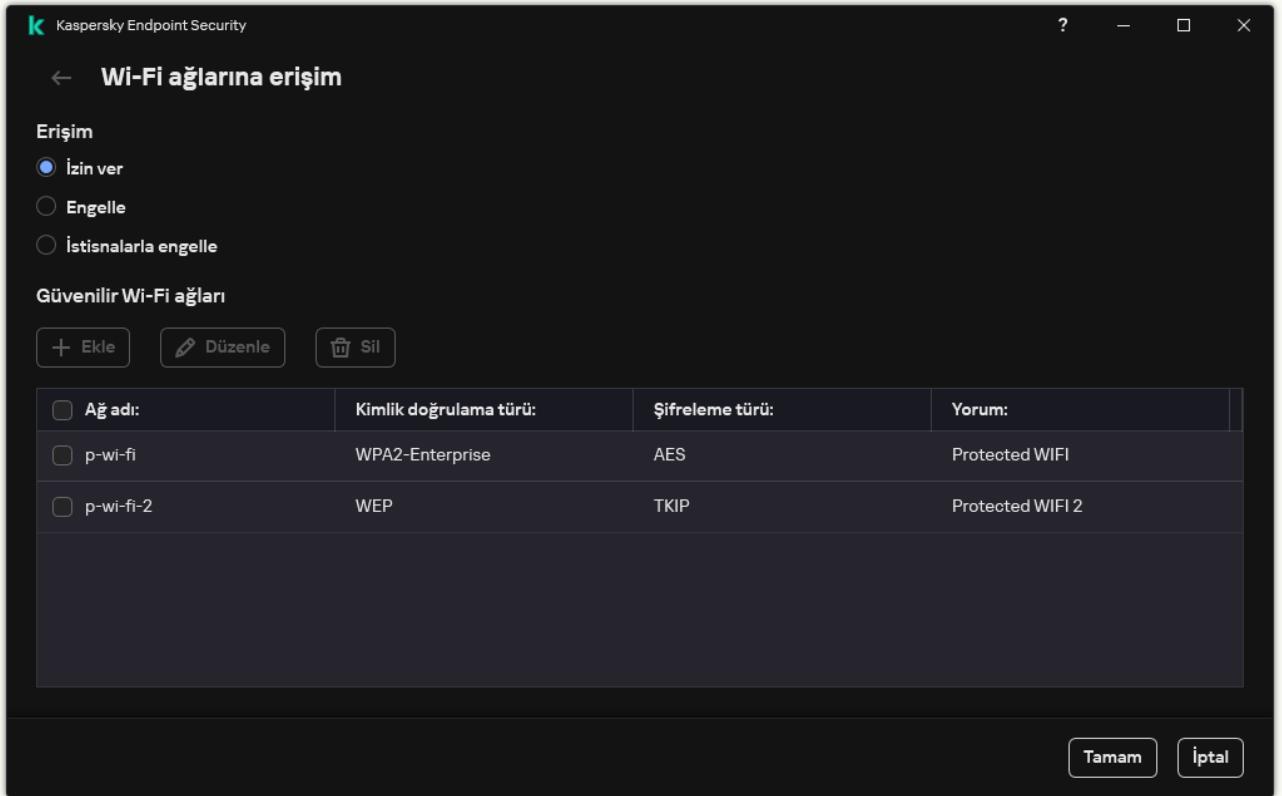 Kaspersky Endpoint Security ?
Wi-Fi ağlarına erişim
Erişim
İzin ver
Engelle
İstisnalarla engelle
Güvenilir Wi-Fi ağları
Ekle Düzenle Sil
Ağ adı: Kimlik doğrulama türü: Şifreleme türü: Yorum:
p-wi-fi WPA2-Enterprise AES Protected WIFI
p-wi-fi-2 WEP TKIP Protected WIFI 2
Tamam İptal